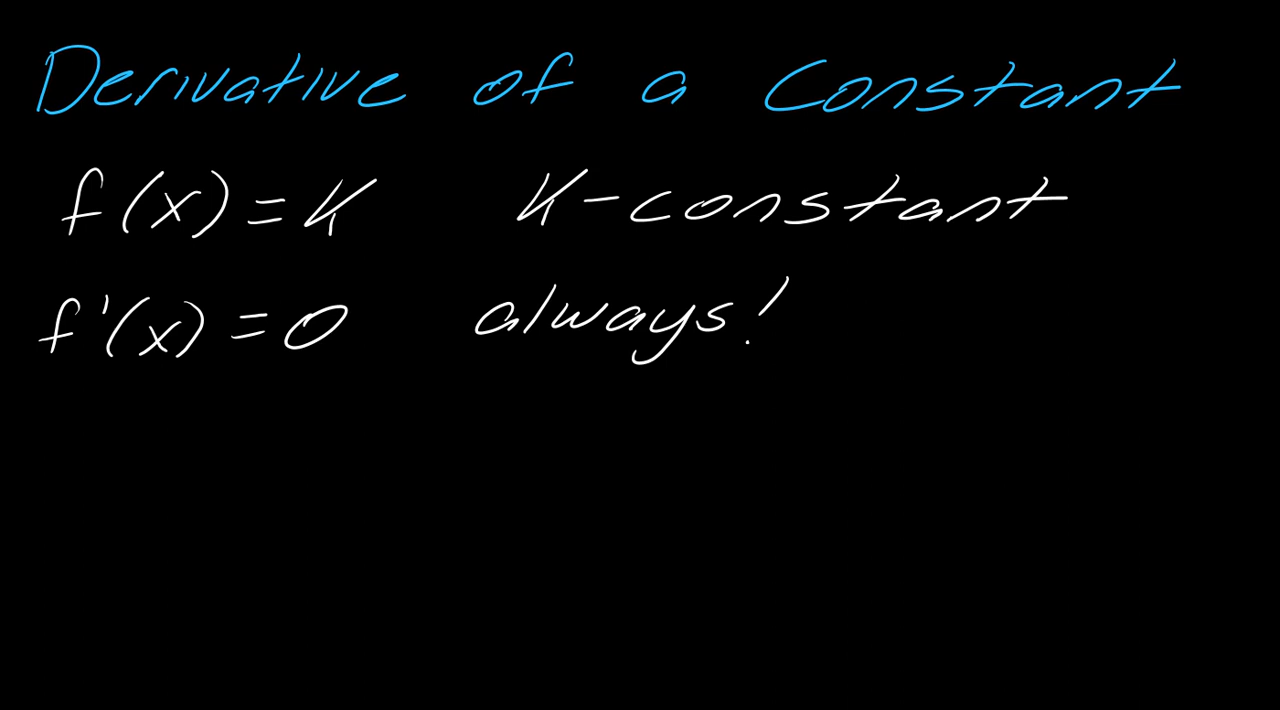 Derivative of a Constant
f(x)=K K-constant
f'(x)=0 always!